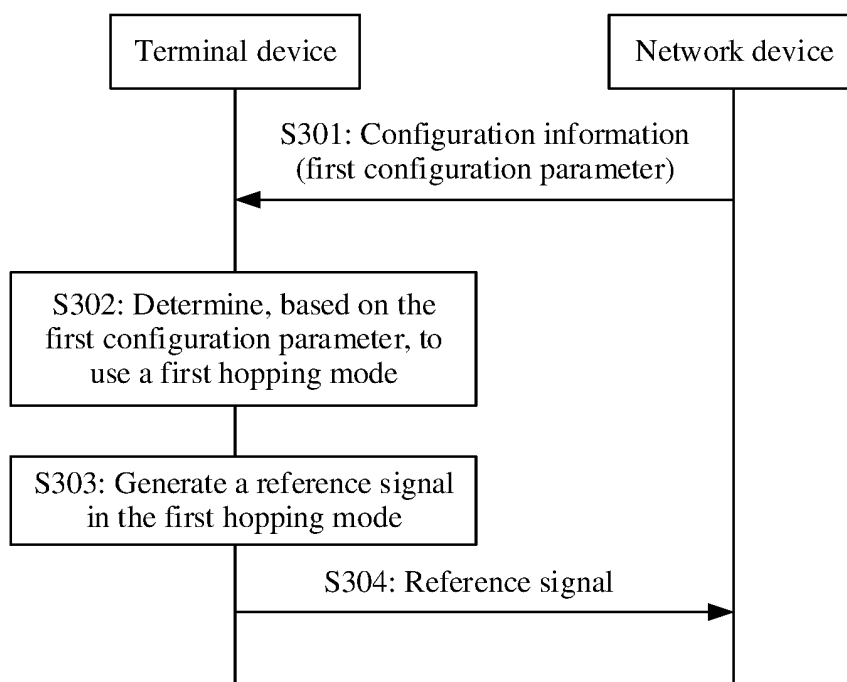 Terminal device
Network device
S301: Configuration information
(first configuration parameter)
S302: Determine, based on the
first configuration parameter, to
use a first hopping mode
S303: Generate a reference signal
in the first hopping mode
S304: Reference signal